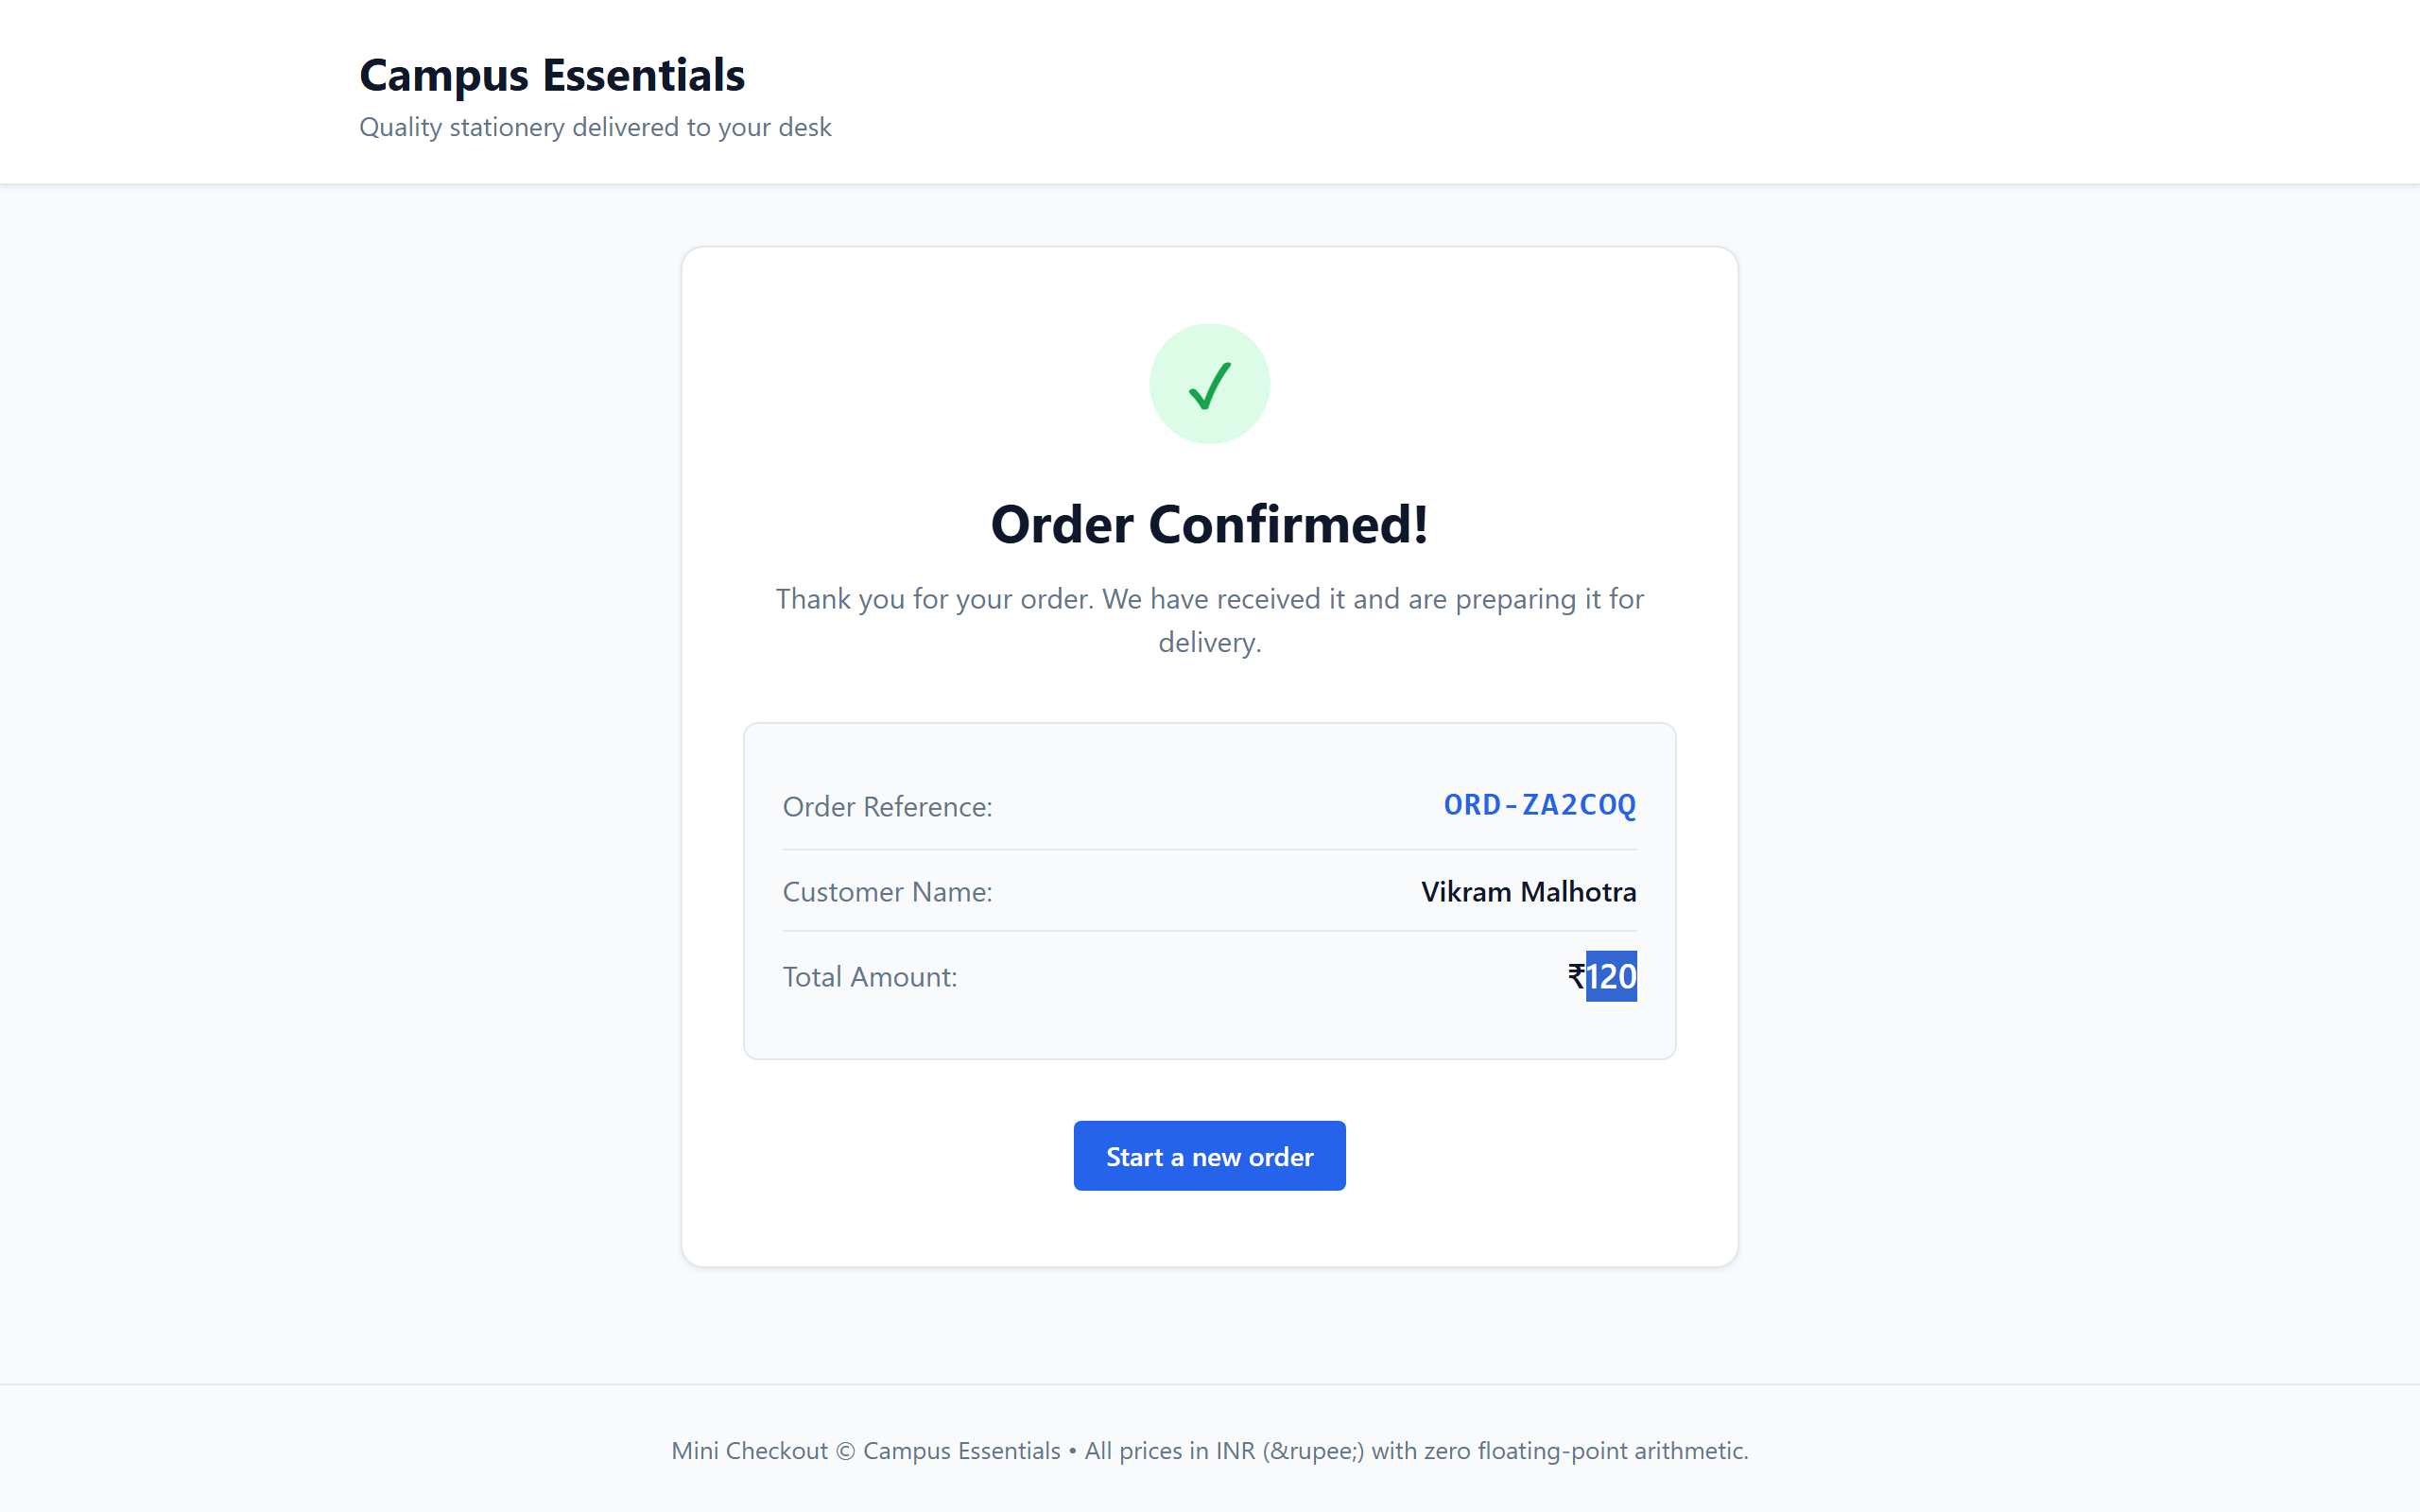 Campus Essentials
Quality stationery delivered to your desk
✓
Order Confirmed!
Thank you for your order. We have received it and are preparing it for
delivery.
Order Reference: ORD-ZA2COQ
Customer Name: Vikram Malhotra
Total Amount: ₹120
Start a new order
Mini Checkout © Campus Essentials • All prices in INR (&rupee;) with zero floating-point arithmetic.